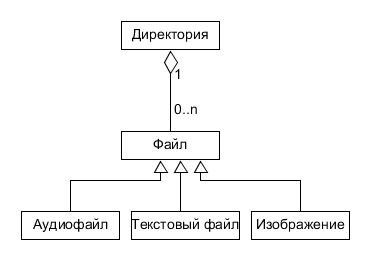 Директория
1
0..n
Файл
Аудиофайл
Текстовый файл
Изображение